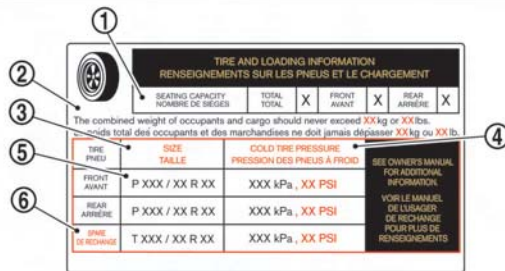 ①
TIRE AND LOADING INFORMATION
RENSEIGNEMENTS SUR LES PNEUS ET LE CHARGEMENT
②
SEATING CAPACITY TOTAL X FRONT X REAR X
NOMBRE DE SIÈGES TOTAL AVANT ARRIÈRE
The combined weight of occupants and cargo should never exceed XX kg or XX lbs.
③
poids total des occupants et des marchandises ne doit jamais dépasser XX kg ou XX lb.
④
TIRE SIZE COLD TIRE PRESSURE
PNEU TAILLE PRESSION DES PNEUS À FROID
⑤
FRONT
AVANT
P XXX / XX R XX XXX kPa , XX PSI
REAR
ARRIÈRE
P XXX / XX R XX XXX kPa , XX PSI
⑥
SPARE
DE RECHANGE
T XXX / XX R XX XXX kPa , XX PSI
SEE OWNER'S MANUAL
FOR ADDITIONAL
INFORMATION.
VOIR LE MANUEL
DE L'USAGER
DE RECHANGE
POUR PLUS DE
RENSEIGNEMENTS